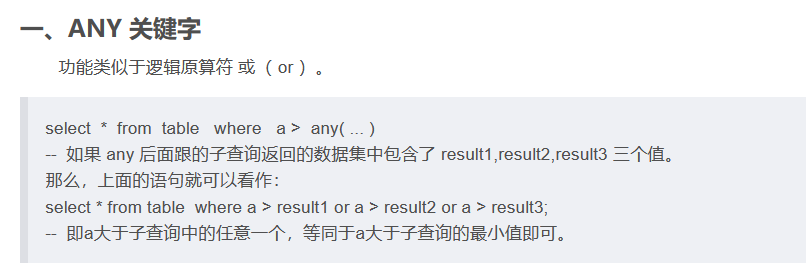 一、ANY 关键字
功能类似于逻辑原算符 或（ or ）。
select * from table where a > any( ... )
-- 如果 any 后面跟的子查询返回的数据集中包含了 result1,result2,result3 三个值。
那么，上面的语句就可以看作：
select * from table where a > result1 or a > result2 or a > result3;
-- 即a大于子查询中的任意一个，等同于a大于子查询的最小值即可。